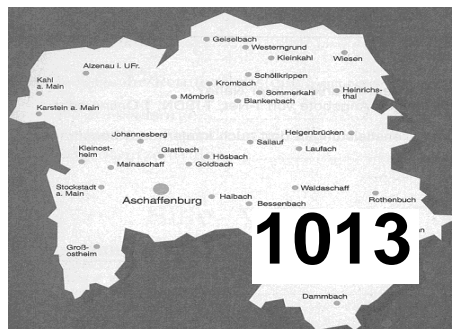 Geiselbach
Westerngrund
Kleinkahl
Wiesen
Alzenau i. UFr.
Schöllkrippen
Kahl
a. Main
Krombach
Sommerkahl
Heinrichs-
thal
Mömbris
Blankenbach
Karstein a. Main
Johannesberg
Heigenbrücken
Sailauf
Kleinost-
heim
Glattbach
Hösbach
Laufach
Mainaschaff
Goldbach
Stockstadt
a. Main
Waldaschaff
Aschaffenburg
Haibach
Bessenbach
Rothenbuch
1013
Groß-
ostheim
Dammbach